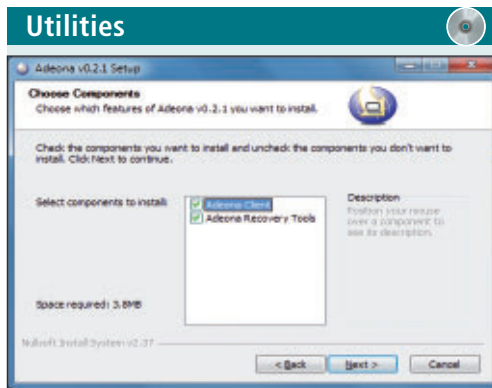 Utilities
Adeona v0.2.1 Setup
Choose Components
Choose which features of Adeona v0.2.1 you want to install.
Check the components you want to install and uncheck the components you don't want to
install. Click Next to continue.
Select components to install:
Adeona Client
Adeona Recovery Tools
Description
Position your mouse
over a component to
see its description.
Space required: 3.8MB
Nullsoft Install System v2.37
< Back
Next >
Cancel